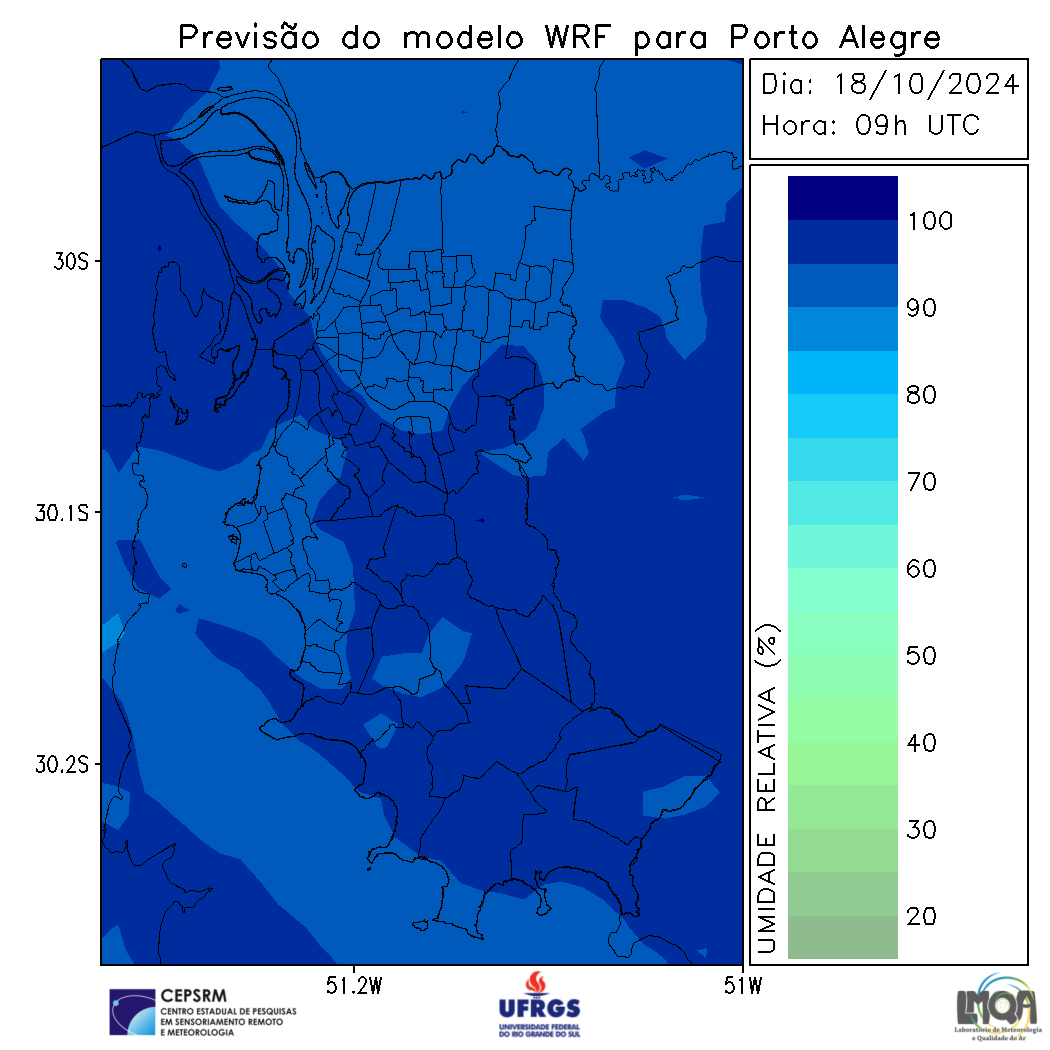 Previsão do modelo WRF para Porto Alegre
Dia: 18/10/2024
Hora: 09h UTC
100
90
80
70
60
50
40
30
20
UMIDADE RELATIVA (%)
30S
30.1S
30.2S
51.2W
51W
CEPSRM
CENTRO ESTADUAL DE PESQUISAS
EM SENSORIAMENTO REMOTO
E METEOROLOGIA
UFRGS
UNIVERSIDADE FEDERAL
DO RIO GRANDE DO SUL
LMQA
Laboratório de Meteorologia
e Qualidade do Ar